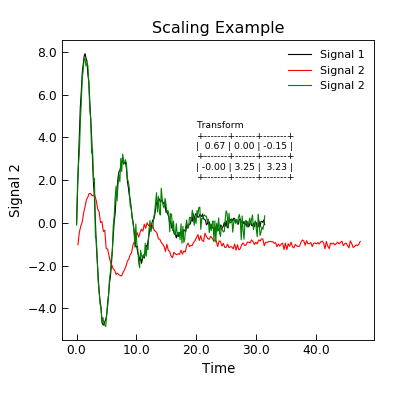 Scaling Example
8.0
6.0
4.0
2.0
0.0
−2.0
−4.0
Signal 2
Signal 1
Signal 2
Signal 2
Transform
+-------+-------+--------+
| 0.67 | 0.00 | -0.15 |
+-------+-------+--------+
| -0.00 | 3.25 | 3.23 |
+-------+-------+--------+
0.0 10.0 20.0 30.0 40.0
Time